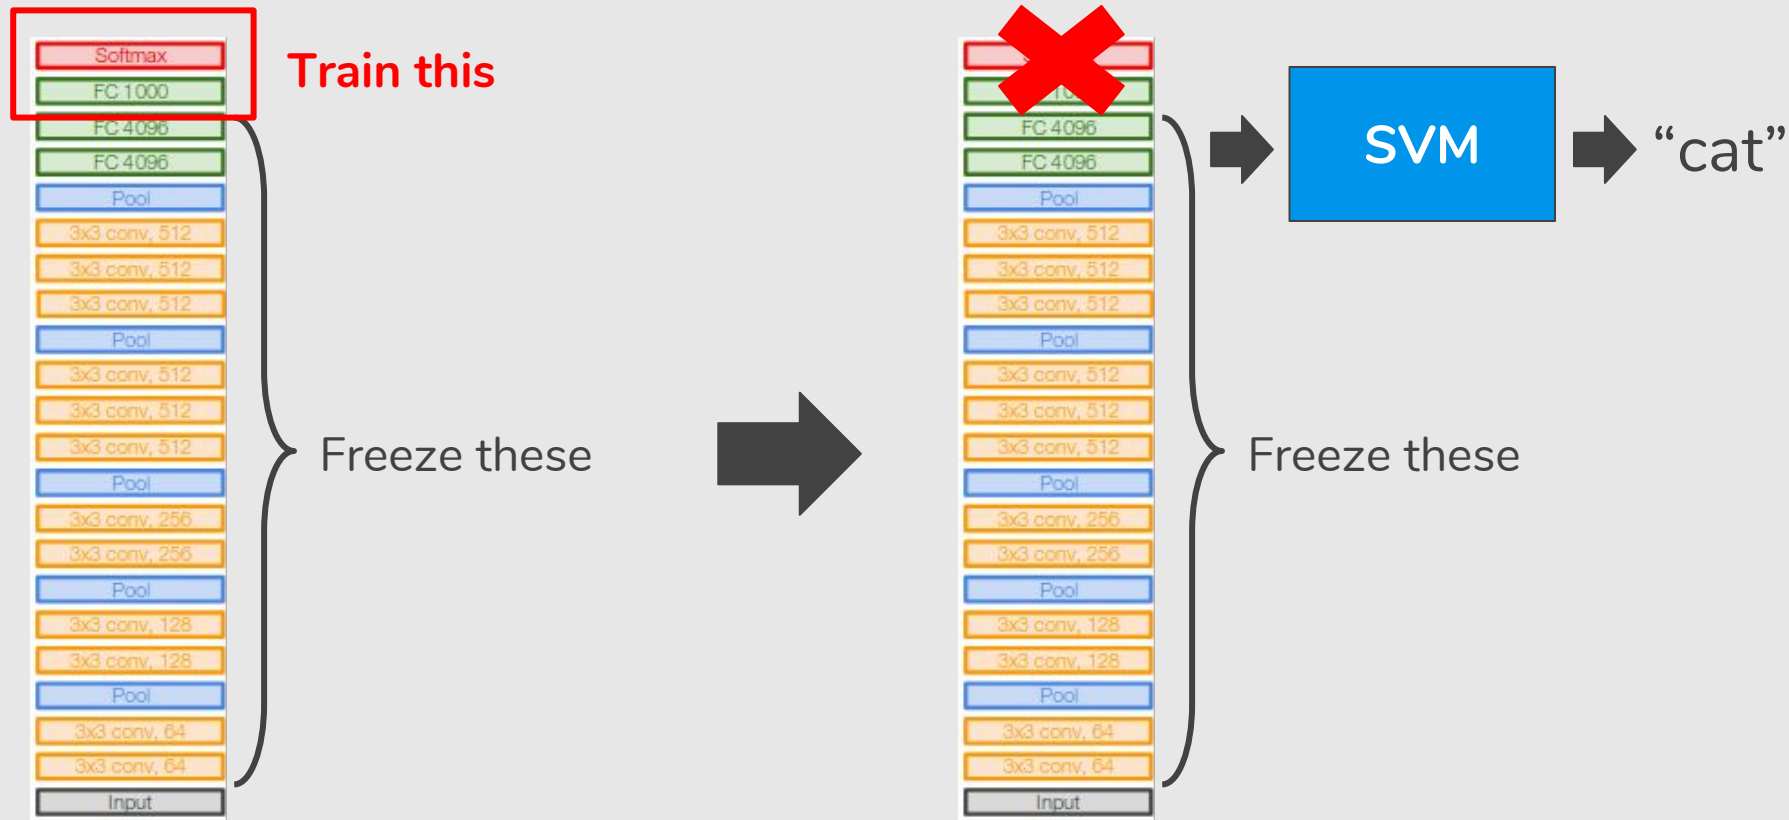 Softmax
FC 1000
FC 4096
FC 4096
Pool
3x3 conv, 512
3x3 conv, 512
3x3 conv, 512
Pool
3x3 conv, 512
3x3 conv, 512
3x3 conv, 512
Pool
3x3 conv, 256
3x3 conv, 256
Pool
3x3 conv, 128
3x3 conv, 128
Pool
3x3 conv, 64
3x3 conv, 64
Input
Train this
Freeze these
FC 4096
FC 4096
Pool
3x3 conv, 512
3x3 conv, 512
3x3 conv, 512
Pool
3x3 conv, 512
3x3 conv, 512
3x3 conv, 512
Pool
3x3 conv, 256
3x3 conv, 256
Pool
3x3 conv, 128
3x3 conv, 128
Pool
3x3 conv, 64
3x3 conv, 64
Input
Freeze these
SVM
“cat”